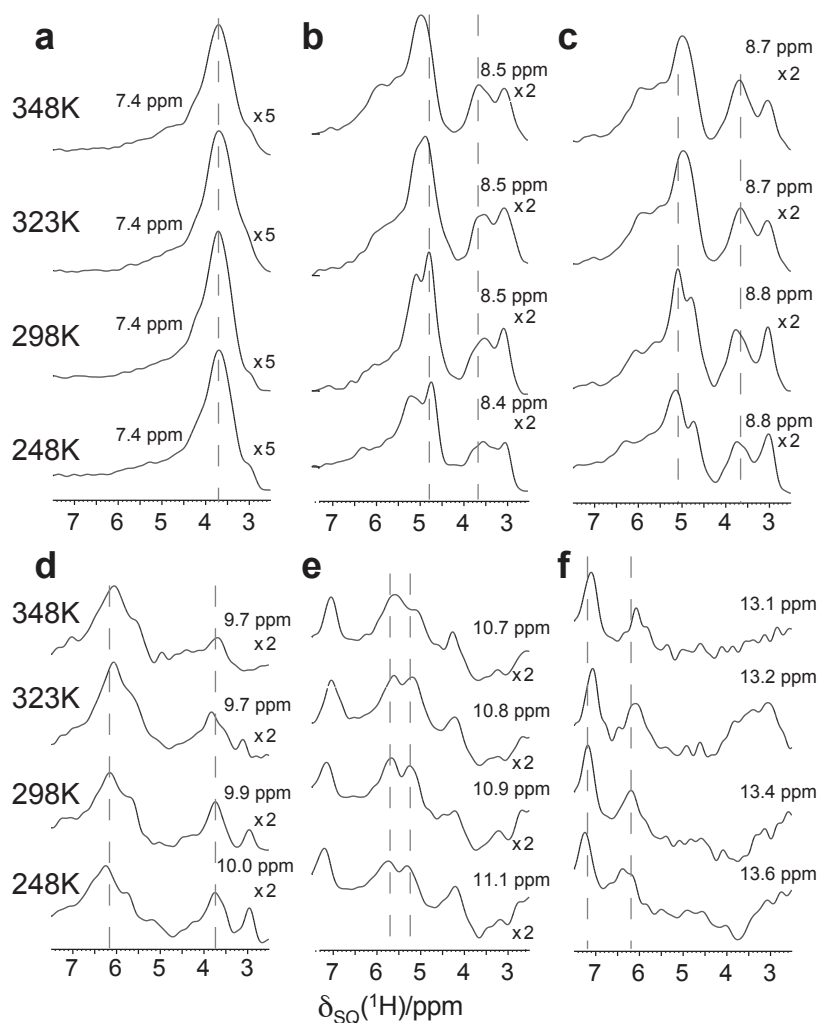 a
b
c
348K
7.4 ppm
x5
8.5 ppm
x2
8.7 ppm
x2
323K
7.4 ppm
x5
8.5 ppm
x2
8.7 ppm
x2
298K
7.4 ppm
x5
8.5 ppm
x2
8.8 ppm
x2
248K
7.4 ppm
x5
8.4 ppm
x2
8.8 ppm
x2
7 6 5 4 3
7 6 5 4 3
7 6 5 4 3
d
e
f
348K
9.7 ppm
x2
10.7 ppm
x2
13.1 ppm
323K
9.7 ppm
x2
10.8 ppm
x2
13.2 ppm
298K
9.9 ppm
x2
10.9 ppm
x2
13.4 ppm
248K
10.0 ppm
x2
11.1 ppm
x2
13.6 ppm
7 6 5 4 3
7 6 5 4 3
7 6 5 4 3
δSQ(¹H)/ppm